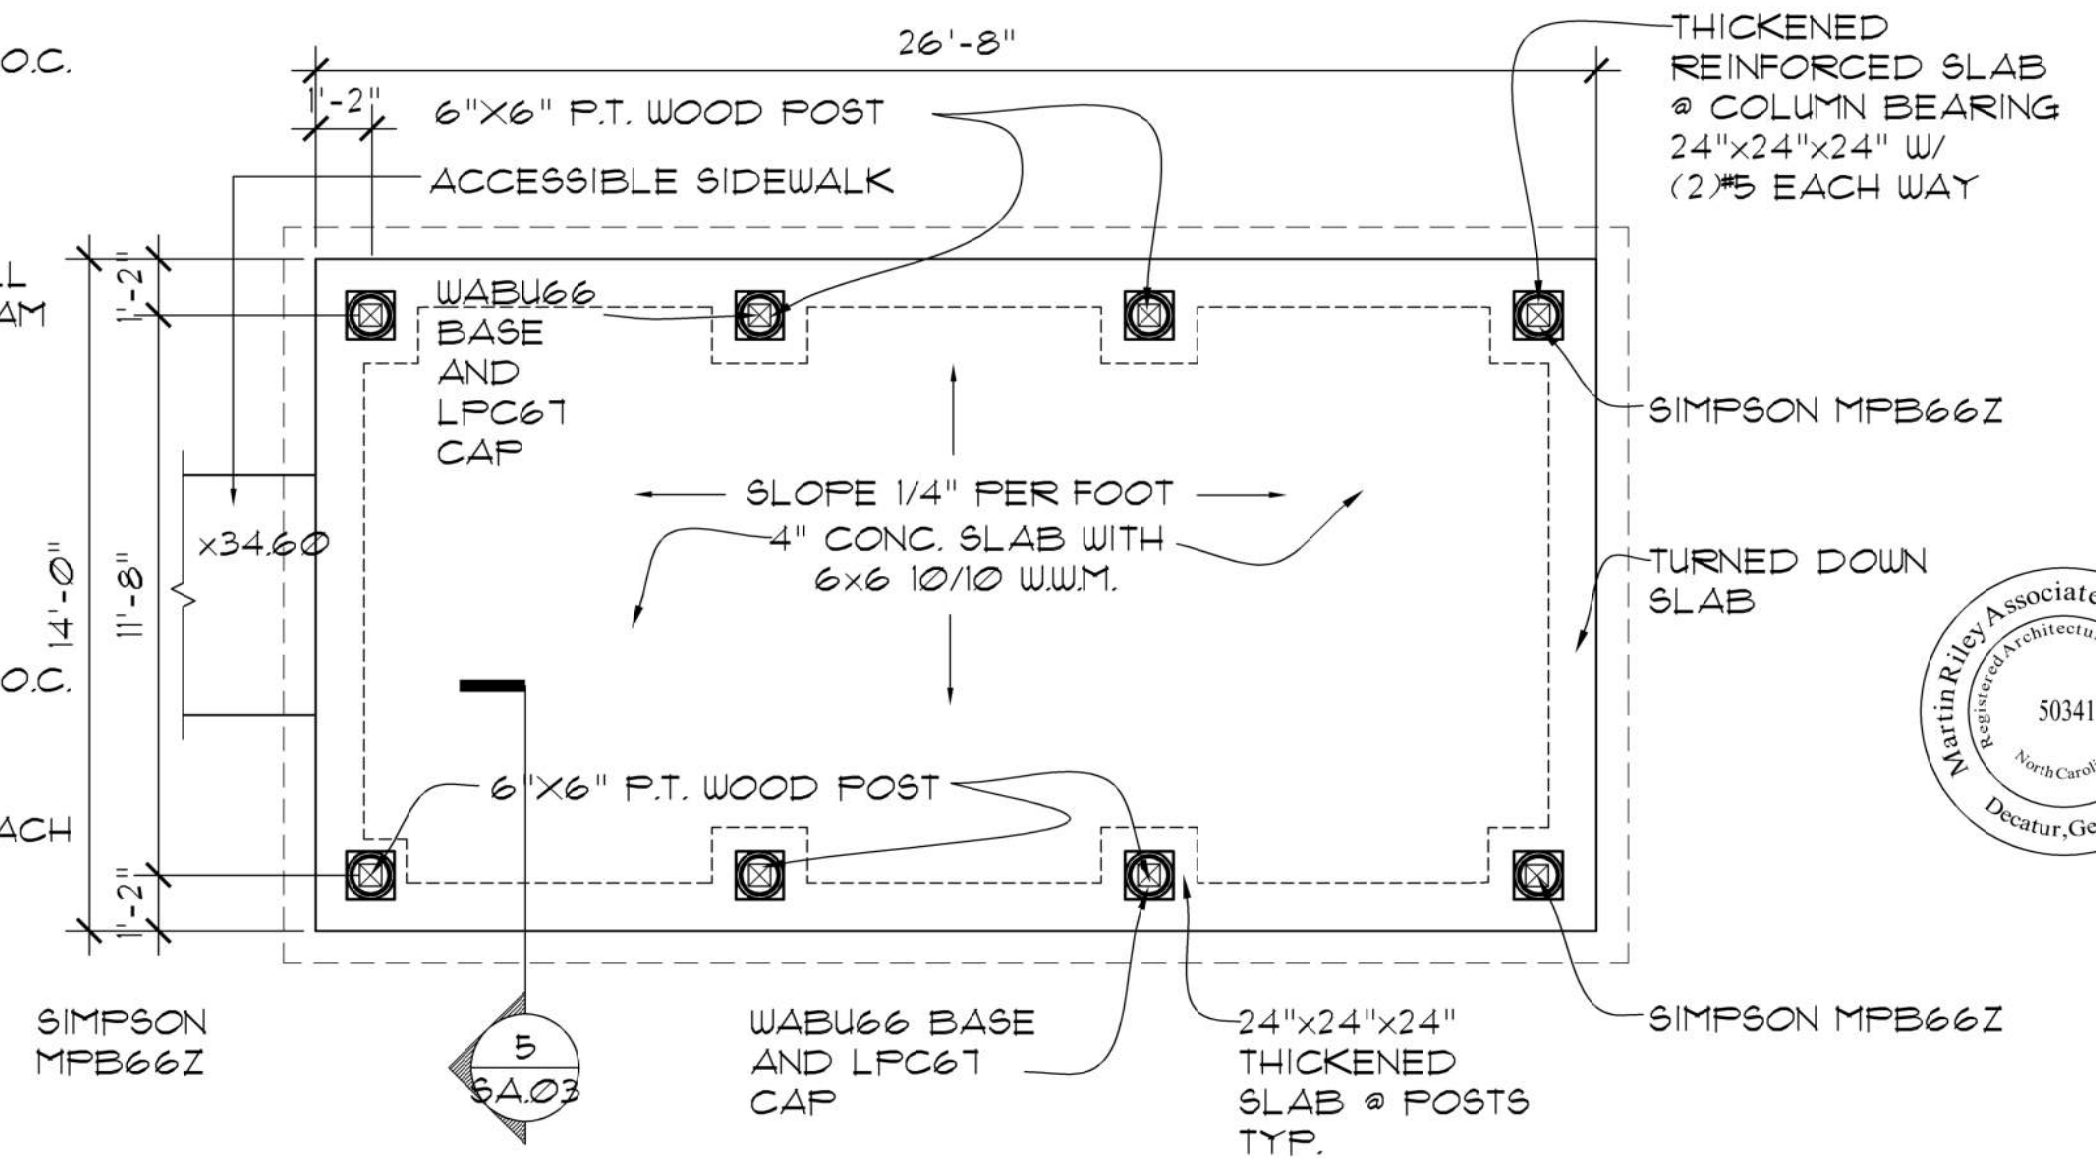 O.C.
26'-8"
1'-2"
6"X6" P.T. WOOD POST
ACCESSIBLE SIDEWALK
THICKENED
REINFORCED SLAB
@ COLUMN BEARING
24"x24"x24" W/
(2)#5 EACH WAY
1'-2"
WABU66
BASE
AND
LPC67
CAP
SIMPSON MPB66Z
SLOPE 1/4" PER FOOT
4" CONC. SLAB WITH
6x6 10/10 W.W.M.
x34.60
14'-0"
11'-8"
TURNED DOWN
SLAB
O.C.
6"X6" P.T. WOOD POST
ACH
1'-2"
SIMPSON
MPB66Z
5
SA.03
WABU66 BASE
AND LPC67
CAP
24"x24"x24"
THICKENED
SLAB @ POSTS
TYP.
SIMPSON MPB66Z
Martin Riley Associate
Registered Architectu
50341
North Caroli
Decatur, Ge